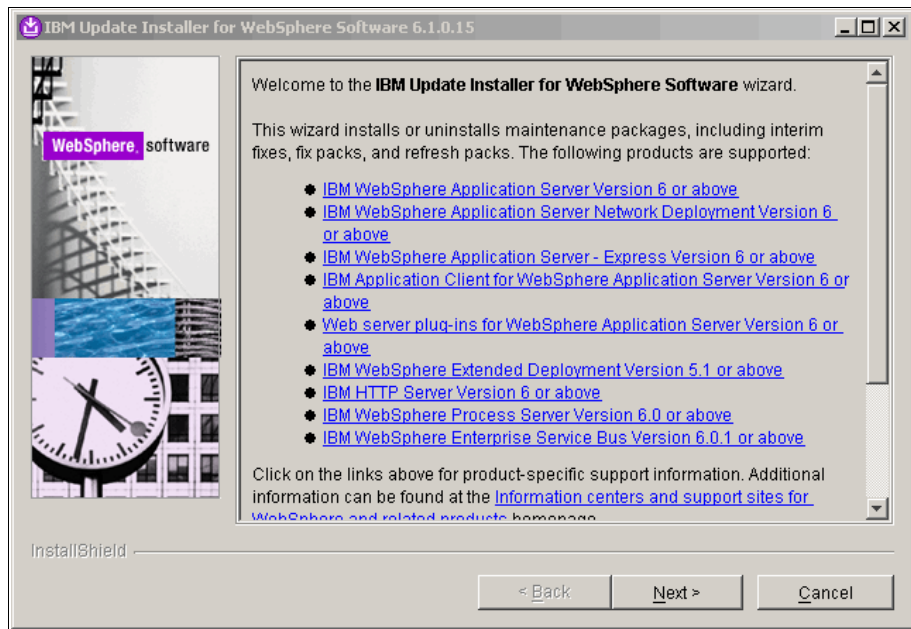 IBM Update Installer for WebSphere Software 6.1.0.15
WebSphere. software
Welcome to the IBM Update Installer for WebSphere Software wizard.
This wizard installs or uninstalls maintenance packages, including interim
fixes, fix packs, and refresh packs. The following products are supported:
IBM WebSphere Application Server Version 6 or above
IBM WebSphere Application Server Network Deployment Version 6
or above
IBM WebSphere Application Server - Express Version 6 or above
IBM Application Client for WebSphere Application Server Version 6 or
above
Web server plug-ins for WebSphere Application Server Version 6 or
above
IBM WebSphere Extended Deployment Version 5.1 or above
IBM HTTP Server Version 6 or above
IBM WebSphere Process Server Version 6.0 or above
IBM WebSphere Enterprise Service Bus Version 6.0.1 or above
Click on the links above for product-specific support information. Additional
information can be found at the Information centers and support sites for
WebSphere and related products homepage
InstallShield
< Back
Next >
Cancel